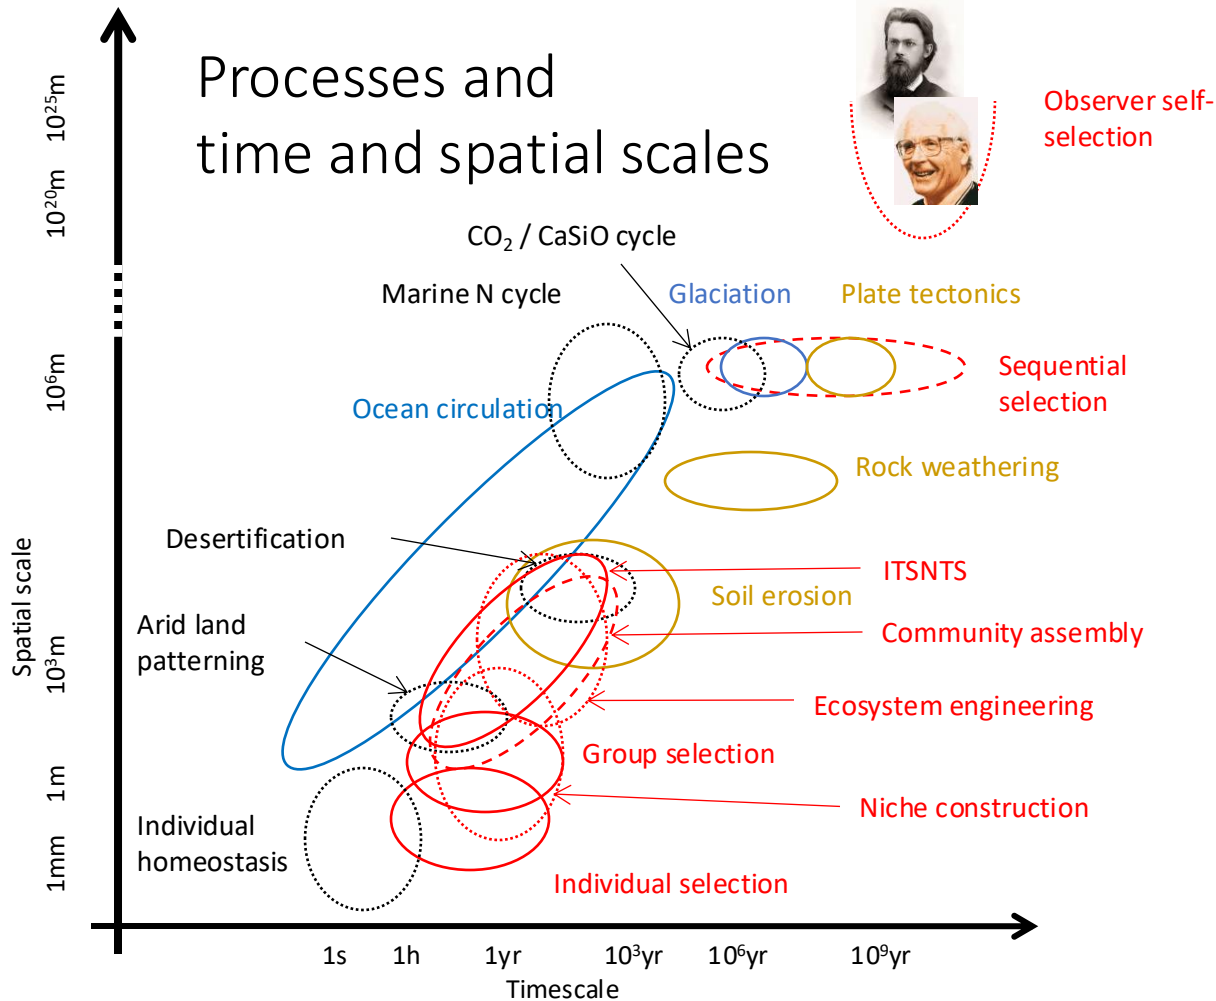 Processes and
time and spatial scales
Observer self-
selection
CO₂ / CaSiO cycle
Marine N cycle
Glaciation
Plate tectonics
Sequential
selection
Ocean circulation
Rock weathering
Desertification
ITSNTS
Soil erosion
Community assembly
Arid land
patterning
Ecosystem engineering
Group selection
Niche construction
Individual
homeostasis
Individual selection
Spatial scale
10²⁵m
10²⁰m
10⁶m
10³m
1m
1mm
1s
1h
1yr
10³yr
10⁶yr
10⁹yr
Timescale